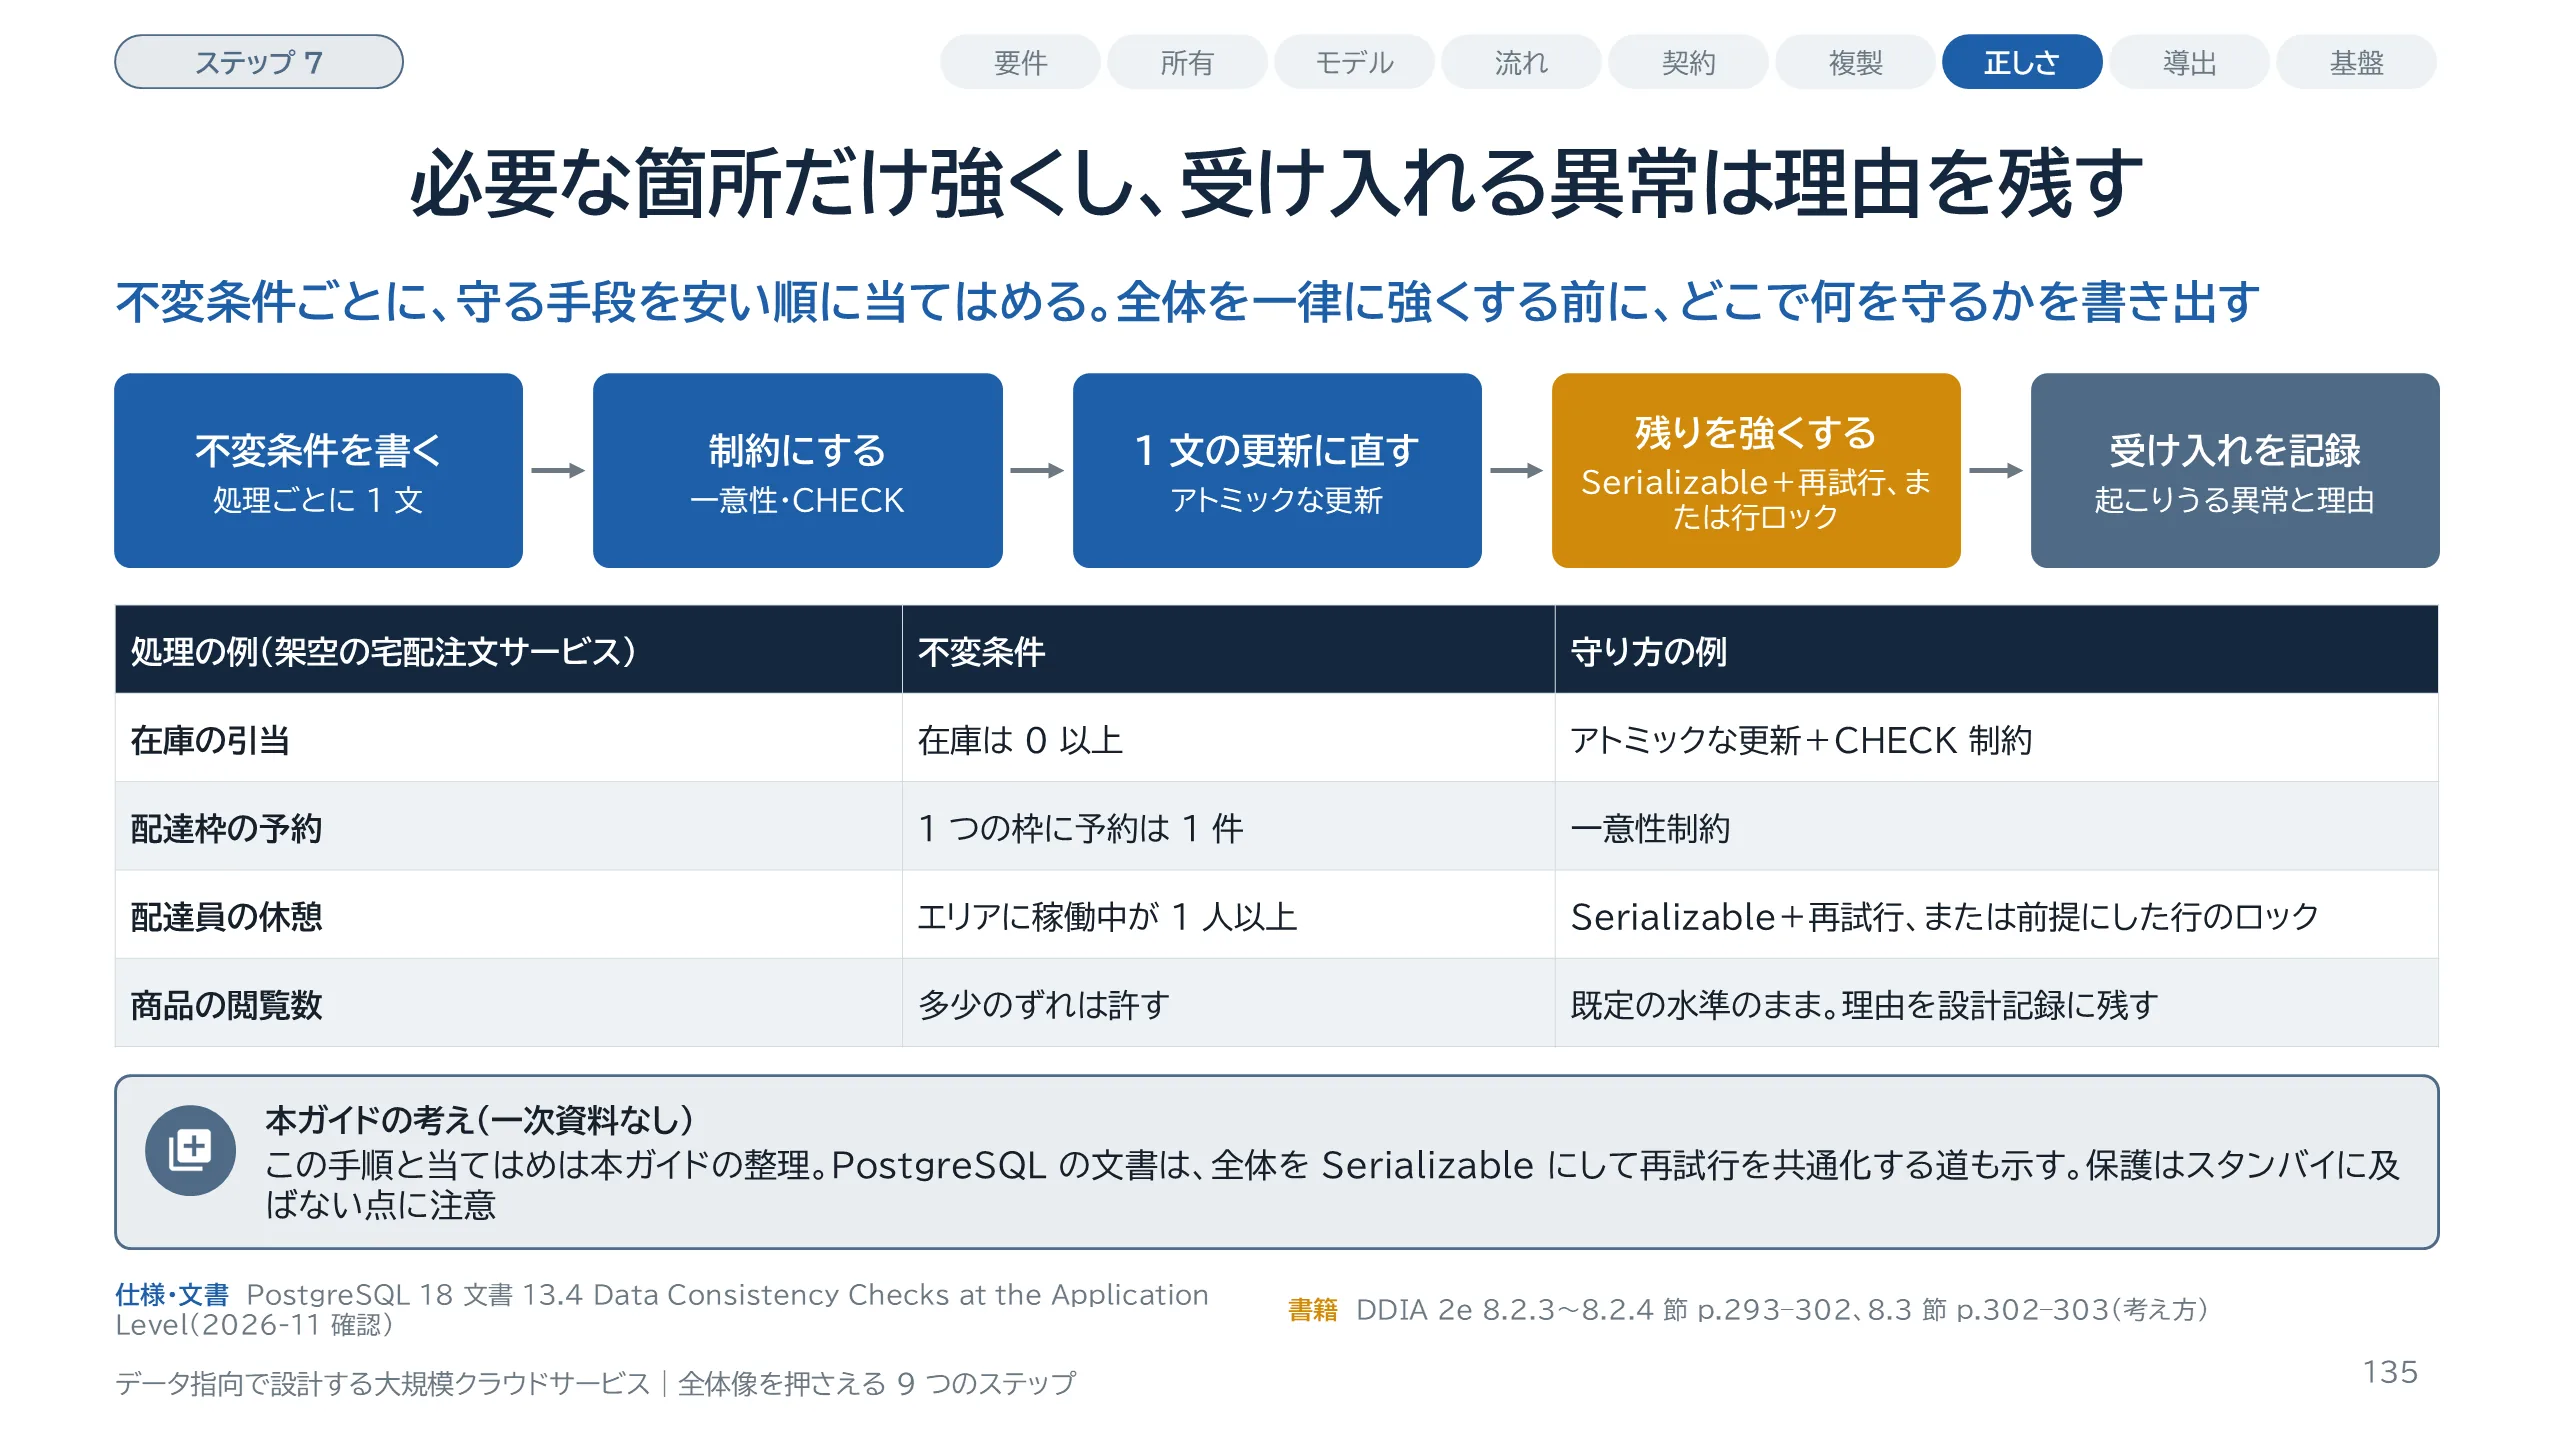 ステップ 7
要件
所有
モデル
流れ
契約
複製
正しさ
導出
基盤
必要な箇所だけ強くし、受け入れる異常は理由を残す
不変条件ごとに、守る手段を安い順に当てはめる。全体を一律に強くする前に、どこで何を守るかを書き出す
不変条件を書く
処理ごとに 1 文
制約にする
一意性・CHECK
1 文の更新に直す
アトミックな更新
残りを強くする
Serializable＋再試行、ま
たは行ロック
受け入れを記録
起こりうる異常と理由
処理の例（架空の宅配注文サービス）
不変条件
守り方の例
在庫の引当
在庫は 0 以上
アトミックな更新＋CHECK 制約
配達枠の予約
1 つの枠に予約は 1 件
一意性制約
配達員の休憩
エリアに稼働中が 1 人以上
Serializable＋再試行、または前提にした行のロック
商品の閲覧数
多少のずれは許す
既定の水準のまま。理由を設計記録に残す
本ガイドの考え（一次資料なし）
この手順と当てはめは本ガイドの整理。PostgreSQL の文書は、全体を Serializable にして再試行を共通化する道も示す。保護はスタンバイに及
ばない点に注意
仕様・文書 PostgreSQL 18 文書 13.4 Data Consistency Checks at the Application
Level（2026-11 確認）
書籍 DDIA 2e 8.2.3〜8.2.4 節 p.293–302、8.3 節 p.302–303（考え方）
データ指向で設計する大規模クラウドサービス｜全体像を押さえる 9 つのステップ
135